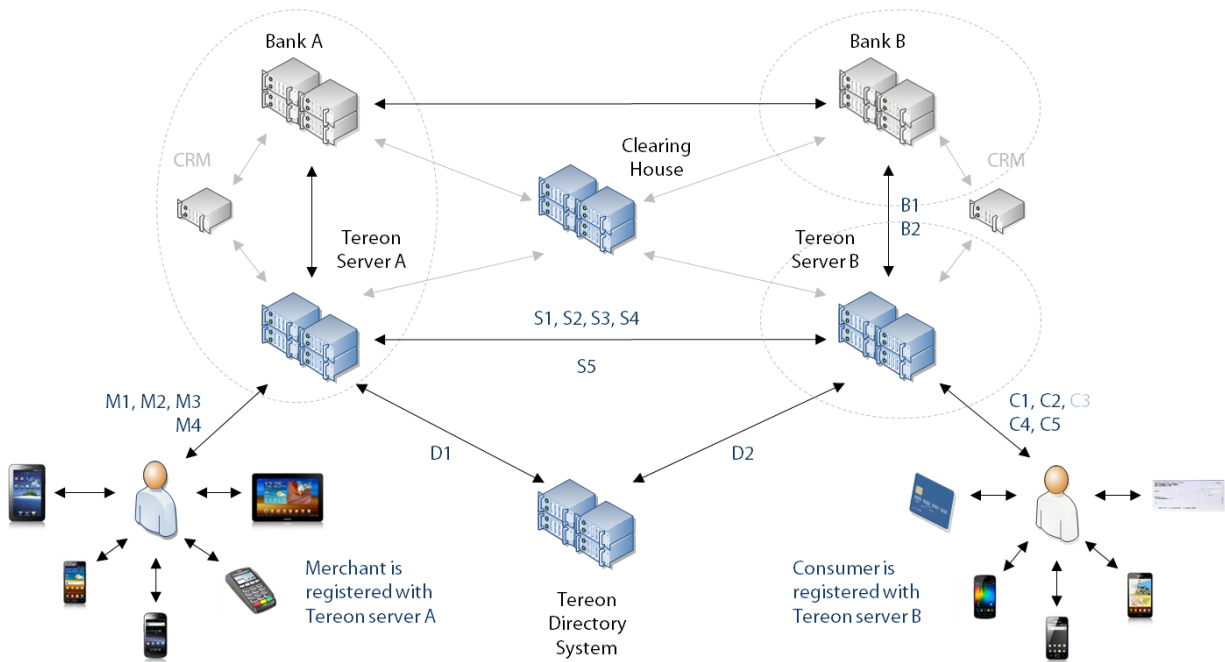 Bank A
Bank B
Clearing
House
CRM
CRM
B1
B2
Tereon
Server A
Tereon
Server B
S1, S2, S3, S4
S5
M1, M2, M3
M4
C1, C2, C3
C4, C5
D1
D2
Merchant is
registered with
Tereon server A
Consumer is
registered with
Tereon server B
Tereon
Directory
System